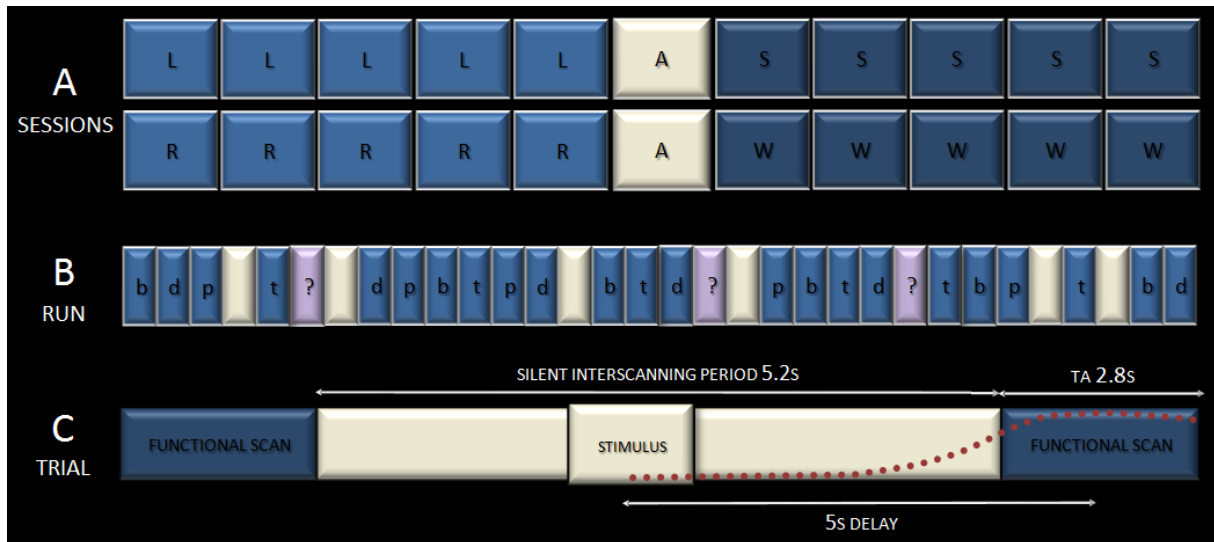 A
SESSIONS
L L L L L A S S S S S
R R R R R A W W W W W
B
RUN
b d p t ? d p b t p d b t d ? p b t d ? t b p t b d
SILENT INTERSCANNING PERIOD 5.2S
TA 2.8S
C
TRIAL
FUNCTIONAL SCAN STIMULUS FUNCTIONAL SCAN
5S DELAY